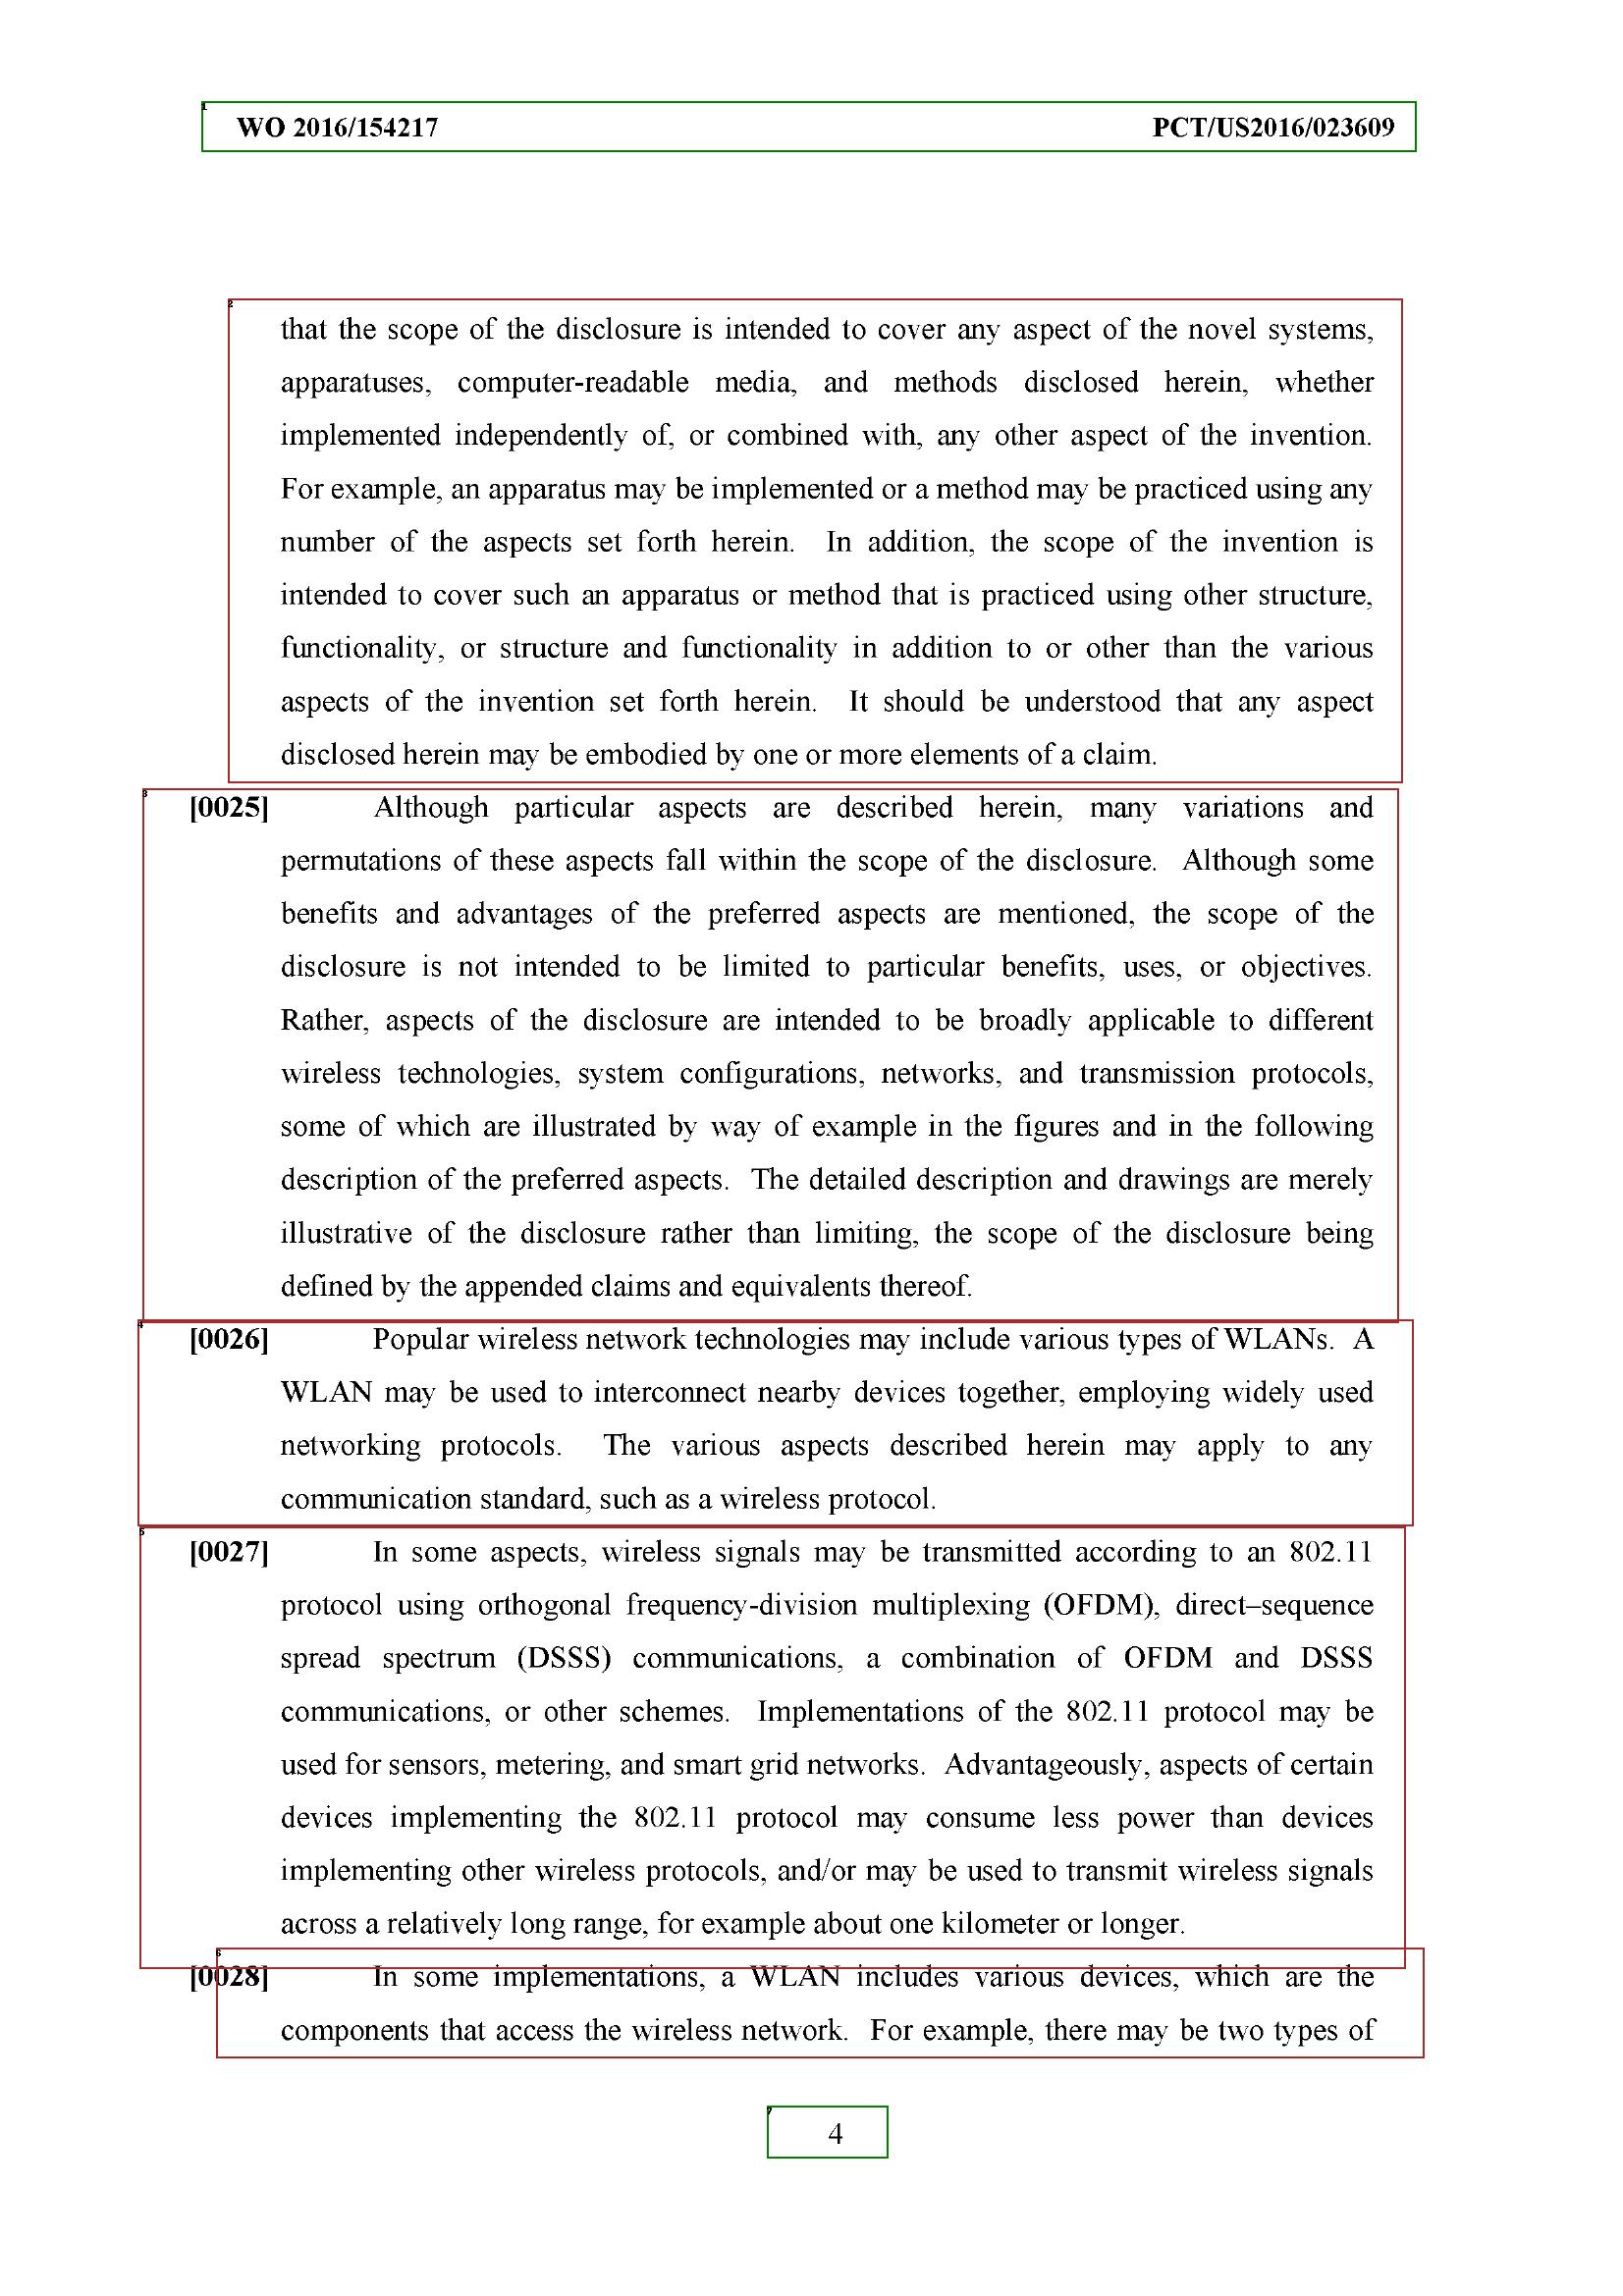 WO 2016/154217 PCT/US2016/023609
that the scope of the disclosure is intended to cover any aspect of the novel systems,
apparatuses, computer-readable media, and methods disclosed herein, whether
implemented independently of, or combined with, any other aspect of the invention.
For example, an apparatus may be implemented or a method may be practiced using any
number of the aspects set forth herein. In addition, the scope of the invention is
intended to cover such an apparatus or method that is practiced using other structure,
functionality, or structure and functionality in addition to or other than the various
aspects of the invention set forth herein. It should be understood that any aspect
disclosed herein may be embodied by one or more elements of a claim.
[0025] Although particular aspects are described herein, many variations and
permutations of these aspects fall within the scope of the disclosure. Although some
benefits and advantages of the preferred aspects are mentioned, the scope of the
disclosure is not intended to be limited to particular benefits, uses, or objectives.
Rather, aspects of the disclosure are intended to be broadly applicable to different
wireless technologies, system configurations, networks, and transmission protocols,
some of which are illustrated by way of example in the figures and in the following
description of the preferred aspects. The detailed description and drawings are merely
illustrative of the disclosure rather than limiting, the scope of the disclosure being
defined by the appended claims and equivalents thereof.
[0026] Popular wireless network technologies may include various types of WLANs. A
WLAN may be used to interconnect nearby devices together, employing widely used
networking protocols. The various aspects described herein may apply to any
communication standard, such as a wireless protocol.
[0027] In some aspects, wireless signals may be transmitted according to an 802.11
protocol using orthogonal frequency-division multiplexing (OFDM), direct–sequence
spread spectrum (DSSS) communications, a combination of OFDM and DSSS
communications, or other schemes. Implementations of the 802.11 protocol may be
used for sensors, metering, and smart grid networks. Advantageously, aspects of certain
devices implementing the 802.11 protocol may consume less power than devices
implementing other wireless protocols, and/or may be used to transmit wireless signals
across a relatively long range, for example about one kilometer or longer.
[0028] In some implementations, a WLAN includes various devices, which are the
components that access the wireless network. For example, there may be two types of
4